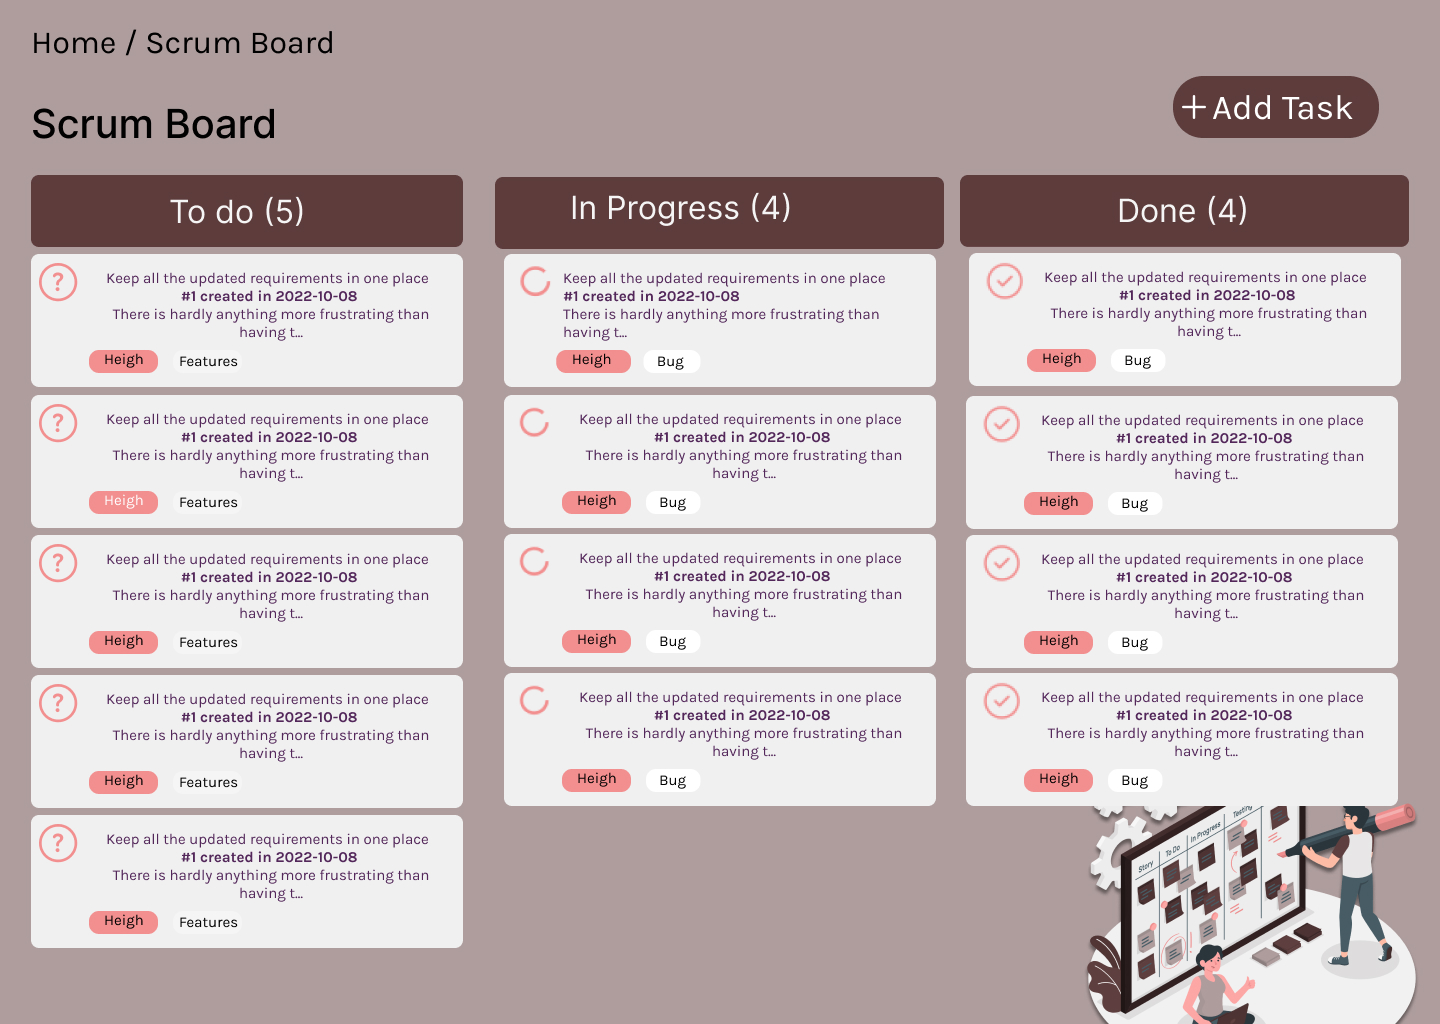 Home / Scrum Board
Scrum Board
+Add Task
To do (5)
Keep all the updated requirements in one place
#1 created in 2022-10-08
There is hardly anything more frustrating than
having t...
Heigh Features
Keep all the updated requirements in one place
#1 created in 2022-10-08
There is hardly anything more frustrating than
having t...
Heigh Features
Keep all the updated requirements in one place
#1 created in 2022-10-08
There is hardly anything more frustrating than
having t...
Heigh Features
Keep all the updated requirements in one place
#1 created in 2022-10-08
There is hardly anything more frustrating than
having t...
Heigh Features
Keep all the updated requirements in one place
#1 created in 2022-10-08
There is hardly anything more frustrating than
having t...
Heigh Features
In Progress (4)
Keep all the updated requirements in one place
#1 created in 2022-10-08
There is hardly anything more frustrating than
having t...
Heigh Bug
Keep all the updated requirements in one place
#1 created in 2022-10-08
There is hardly anything more frustrating than
having t...
Heigh Bug
Keep all the updated requirements in one place
#1 created in 2022-10-08
There is hardly anything more frustrating than
having t...
Heigh Bug
Keep all the updated requirements in one place
#1 created in 2022-10-08
There is hardly anything more frustrating than
having t...
Heigh Bug
Done (4)
Keep all the updated requirements in one place
#1 created in 2022-10-08
There is hardly anything more frustrating than
having t...
Heigh Bug
Keep all the updated requirements in one place
#1 created in 2022-10-08
There is hardly anything more frustrating than
having t...
Heigh Bug
Keep all the updated requirements in one place
#1 created in 2022-10-08
There is hardly anything more frustrating than
having t...
Heigh Bug
Keep all the updated requirements in one place
#1 created in 2022-10-08
There is hardly anything more frustrating than
having t...
Heigh Bug
Story To Do In Progress Testing